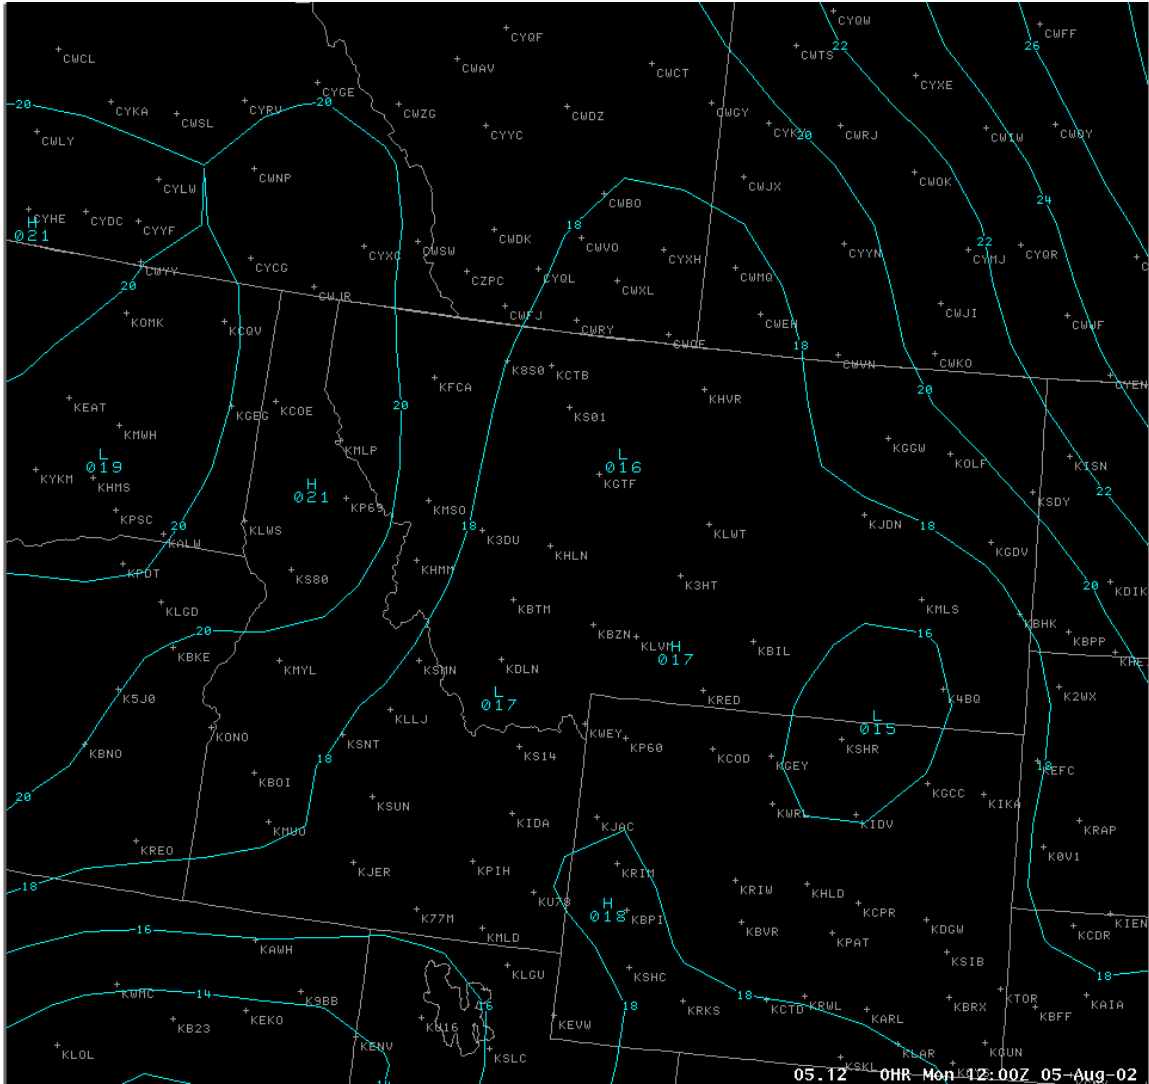 CYQW
CWFF
CYQF
26
CWTS 22
CWCL
CWAV
CWCT
CYXE
CYGE
20 CYKA CYRV 20 CWZG CWDZ CWGY
CWSL
CYYC
20 CWRJ CWIW
CWLY
CWNP
CYLW CWJX CWOK
24
CWBO
H CYDC
021 CYYF 18 CWDK
CWVO 22
CYXC CWSW CYXH CYYN CYMJ CYQR
CWYY CYCG CZPC CYQL CWMQ
20 CWJR CWXL
KOMK CWFJ CWEH CWJI CWWF
KCQV CWRY
18
CWVN CWKO
K8S0 KCTB
KFCA
20 KHVR 20
KEAT KGEG KCOE KS01
KMWH
KGGW
KMLP
L L KOLF KISN
019 016
KYKM KHMS KGTF
H 22
021 KP69 KMSO KSDY
KPSC
20 KLWS 18 KJDN 18
KALW K3DU KLWT
KHLN KGDV
KPDT KS80 KHMM
K3HT 20 KDIK
KLGD KBTM KMLS
KBHK
20 KBZN 16 KBPP
KBKE KLVM H KBIL
017
KMYL KSMN KDLN
K5J0 L KRED K4BQ K2WX
017
KLLJ L
015
KONO KSNT KWEY KP60 KSHR
KBNO KS14 KCOD
18 KGEY 18 KEFC
KBOI
20 KSUN KGCC KIKA
KIDA
KMUO KJAC KIDV KRAP
KREO
K0V1
KJER KPIH KRIM
18 KRIW KHLD
KU78 H
018 KBPI KCPR
K77M
16 KBVR KPAT KDGW KIEN
KMLD KCDR
KAWH
KSIB
KLGU KSHC 18
KWMC 14 K9BB 18 18 KTOR
16 KRKS KCTD KRWL KBRX KAIA
KB23 KEKO KU16 KEVW KARL KBFF
KLOL KENV KSLC KLAR KGUN
KSKL
05.12 0HR Mon 12:00Z 05-Aug-02